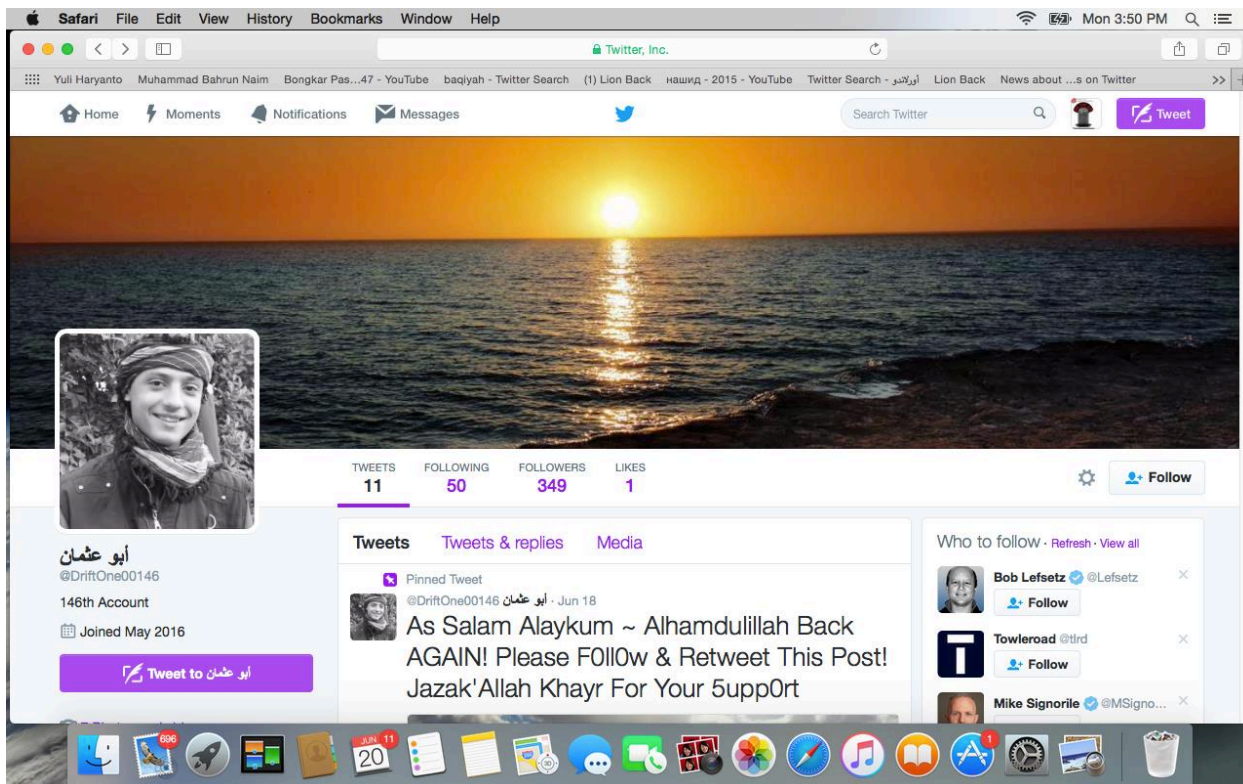 Safari File Edit View History Bookmarks Window Help Mon 3:50 PM
Twitter, Inc.
Yuli Haryanto Muhammad Bahrun Naim Bongkar Pas...47 - YouTube baqiyah - Twitter Search (1) Lion Back нашид - 2015 - YouTube Twitter Search - أورلاندو Lion Back News about ...s on Twitter >>
Home Moments Notifications Messages Search Twitter Tweet
TWEETS FOLLOWING FOLLOWERS LIKES
11 50 349 1
Follow
أبو عثمان
@DriftOne00146
146th Account
Joined May 2016
Tweet to أبو عثمان
Tweets Tweets & replies Media
Pinned Tweet
أبو عثمان @DriftOne00146 · Jun 18
As Salam Alaykum ~ Alhamdulillah Back
AGAIN! Please F0ll0w & Retweet This Post!
Jazak'Allah Khayr For Your 5upp0rt
Who to follow · Refresh · View all
Bob Lefsetz @Lefsetz
Follow
Towleroad @tlrd
Follow
Mike Signorile @MSigno...
696
JUN 11
20
1